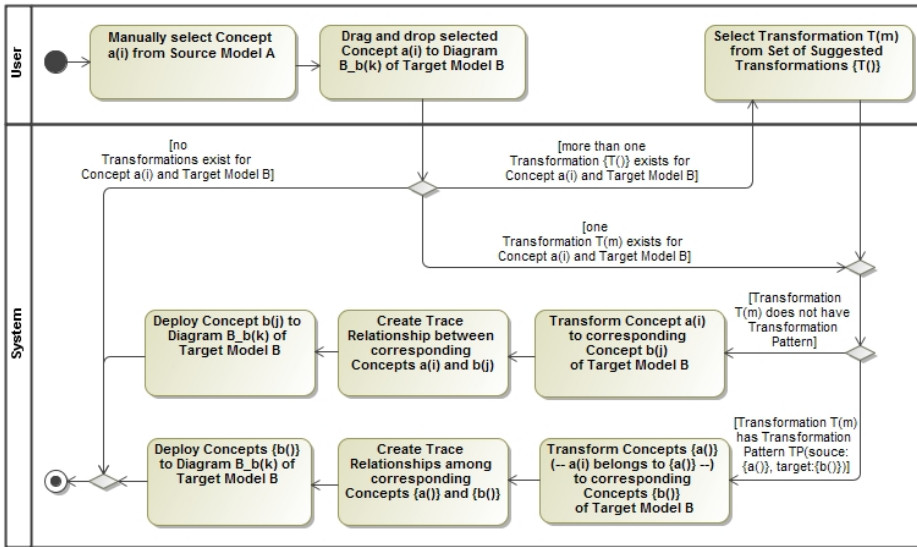 User
Manually select Concept
a(i) from Source Model A
Drag and drop selected
Concept a(i) to Diagram
B_b(k) of Target Model B
Select Transformation T(m)
from Set of Suggested
Transformations {T()}
System
[no
Transformations exist for
Concept a(i) and Target Model B]
[more than one
Transformation {T()} exists for
Concept a(i) and Target Model B]
[one
Transformation T(m) exists for
Concept a(i) and Target Model B]
[Transformation
T(m) does not have
Transformation
Pattern]
Deploy Concept b(j) to
Diagram B_b(k) of
Target Model B
Create Trace
Relationship between
corresponding
Concepts a(i) and b(j)
Transform Concept a(i)
to corresponding
Concept b(j)
of Target Model B
[Transformation T(m)
has Transformation
Pattern TP(souce:
{a()}, target:{b()})]
Deploy Concepts {b()}
to Diagram B_b(k) of
Target Model B
Create Trace
Relationships among
corresponding
Concepts {a()} and {b()}
Transform Concepts {a()}
(-- a(i) belongs to {a()} --)
to corresponding
Concepts {b()}
of Target Model B